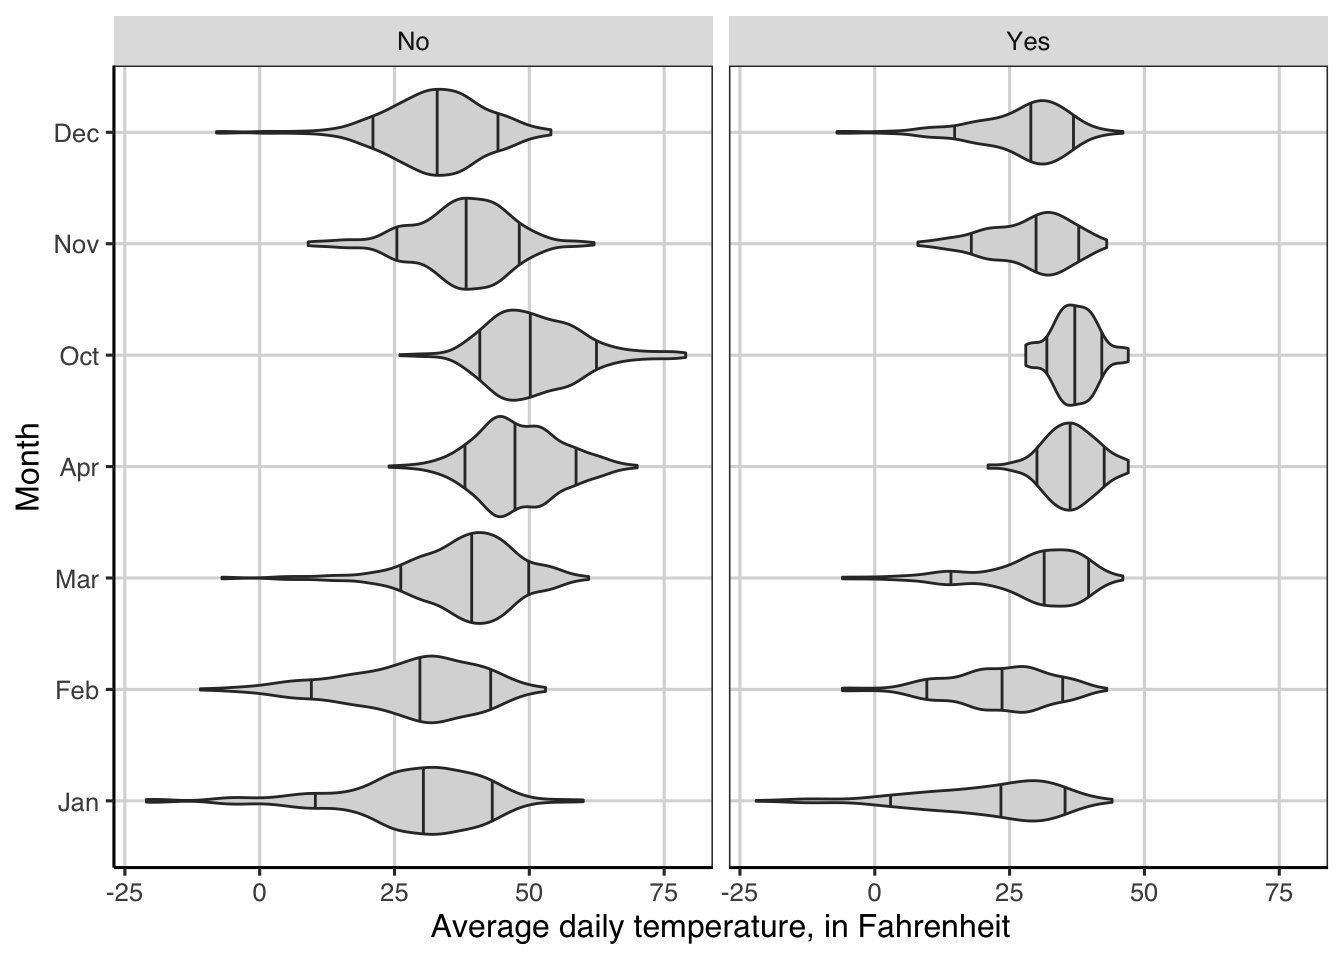 No
Yes
Dec
Nov
Oct
Apr
Mar
Feb
Jan
Month
-25 0 25 50 75 -25 0 25 50 75
Average daily temperature, in Fahrenheit